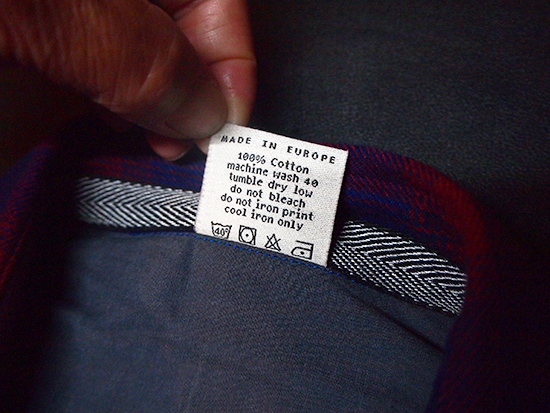 MADE IN EUROPE
100% Cotton
machine wash 40
tumble dry low
do not bleach
do not iron print
cool iron only
40°